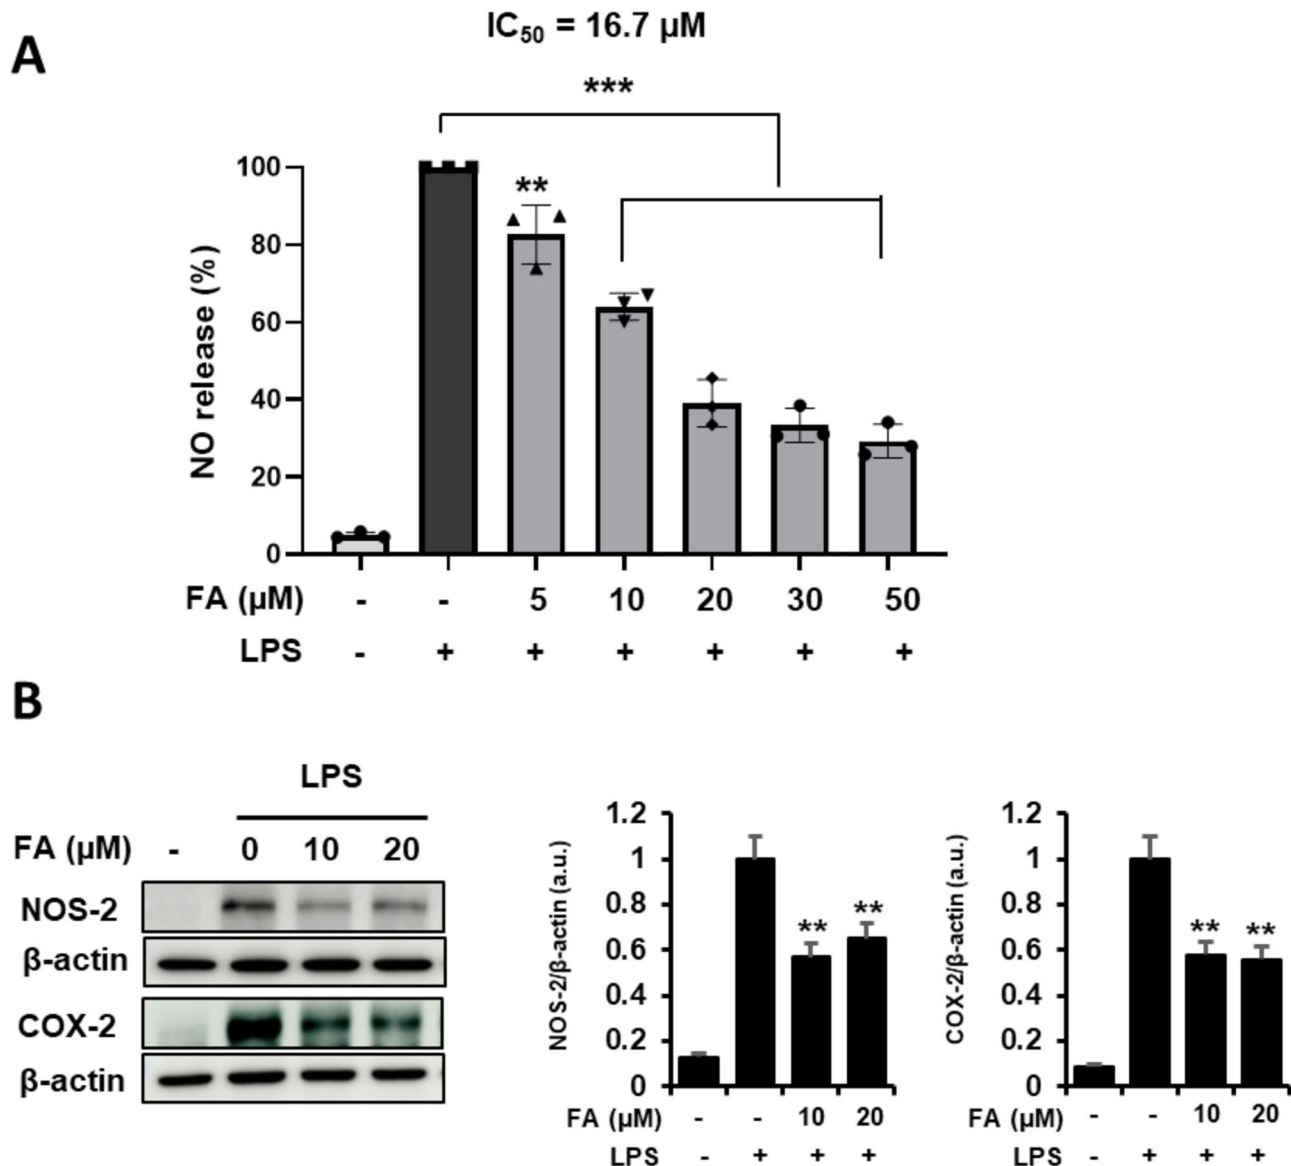 A
IC50 = 16.7 µM
***
**
NO release (%)
100
80
60
40
20
0
FA (µM) - - 5 10 20 30 50
LPS - + + + + + +
B
LPS
FA (µM) - 0 10 20
NOS-2
β-actin
COX-2
β-actin
NOS-2/β-actin (a.u.)
1.2
1
0.8
0.6
0.4
0.2
0
** **
FA (µM) - - 10 20
LPS - + + +
COX-2/β-actin (a.u.)
1.2
1
0.8
0.6
0.4
0.2
0
** **
FA (µM) - - 10 20
LPS - + + +